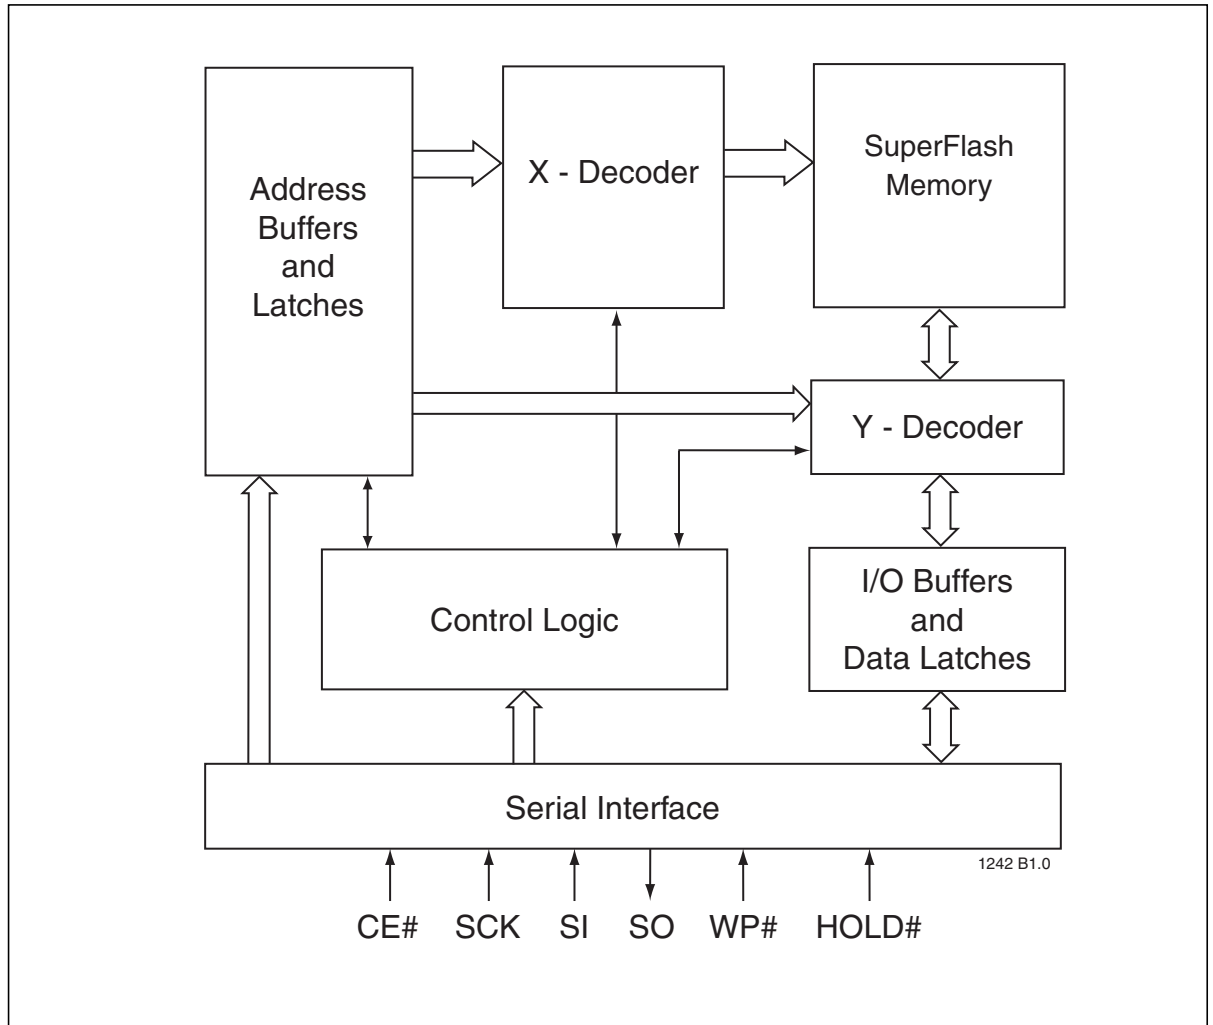 Address
Buffers
and
Latches
X - Decoder
SuperFlash
Memory
Y - Decoder
Control Logic
I/O Buffers
and
Data Latches
Serial Interface
1242 B1.0
CE# SCK SI SO WP# HOLD#